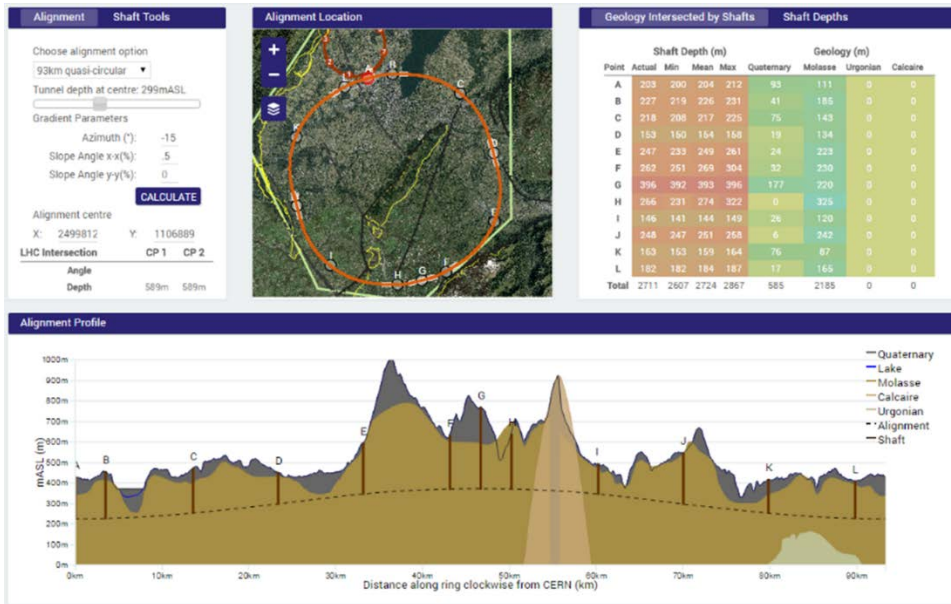 Alignment Shaft Tools
Choose alignment option
93km quasi-circular
Tunnel depth at centre: 299mASL
Gradient Parameters
Azimuth (°): -15
Slope Angle x-x(%): .5
Slope Angle y-y(%): 0
CALCULATE
Alignment centre
X: 2499812 Y: 1106889
LHC Intersection CP 1 CP 2
Angle
Depth 589m 589m
Alignment Location
+
−
A
B
C
D
E
F
G
H
I
Geology Intersected by Shafts Shaft Depths
Shaft Depth (m) Geology (m)
Point Actual Min Mean Max Quaternary Molasse Urgonian Calcaire
A 203 200 204 212 93 111 0 0
B 227 219 226 231 41 185 0 0
C 218 208 217 225 75 143 0 0
D 153 150 154 158 19 134 0 0
E 247 233 249 261 24 223 0 0
F 262 251 269 304 32 230 0 0
G 396 392 393 396 177 220 0 0
H 266 231 274 322 0 325 0 0
I 146 141 144 149 26 120 0 0
J 248 247 251 258 6 242 0 0
K 163 153 159 164 76 87 0 0
L 182 182 184 187 17 165 0 0
Total 2711 2607 2724 2867 585 2185 0 0
Alignment Profile
1000m
900m
800m
700m
600m
500m
400m
300m
200m
100m
0m
mASL (m)
A B C D E F G H I J K L
Quaternary
Lake
Molasse
Calcaire
Urgonian
Alignment
Shaft
0km 10km 20km 30km 40km 50km 60km 70km 80km 90km
Distance along ring clockwise from CERN (km)